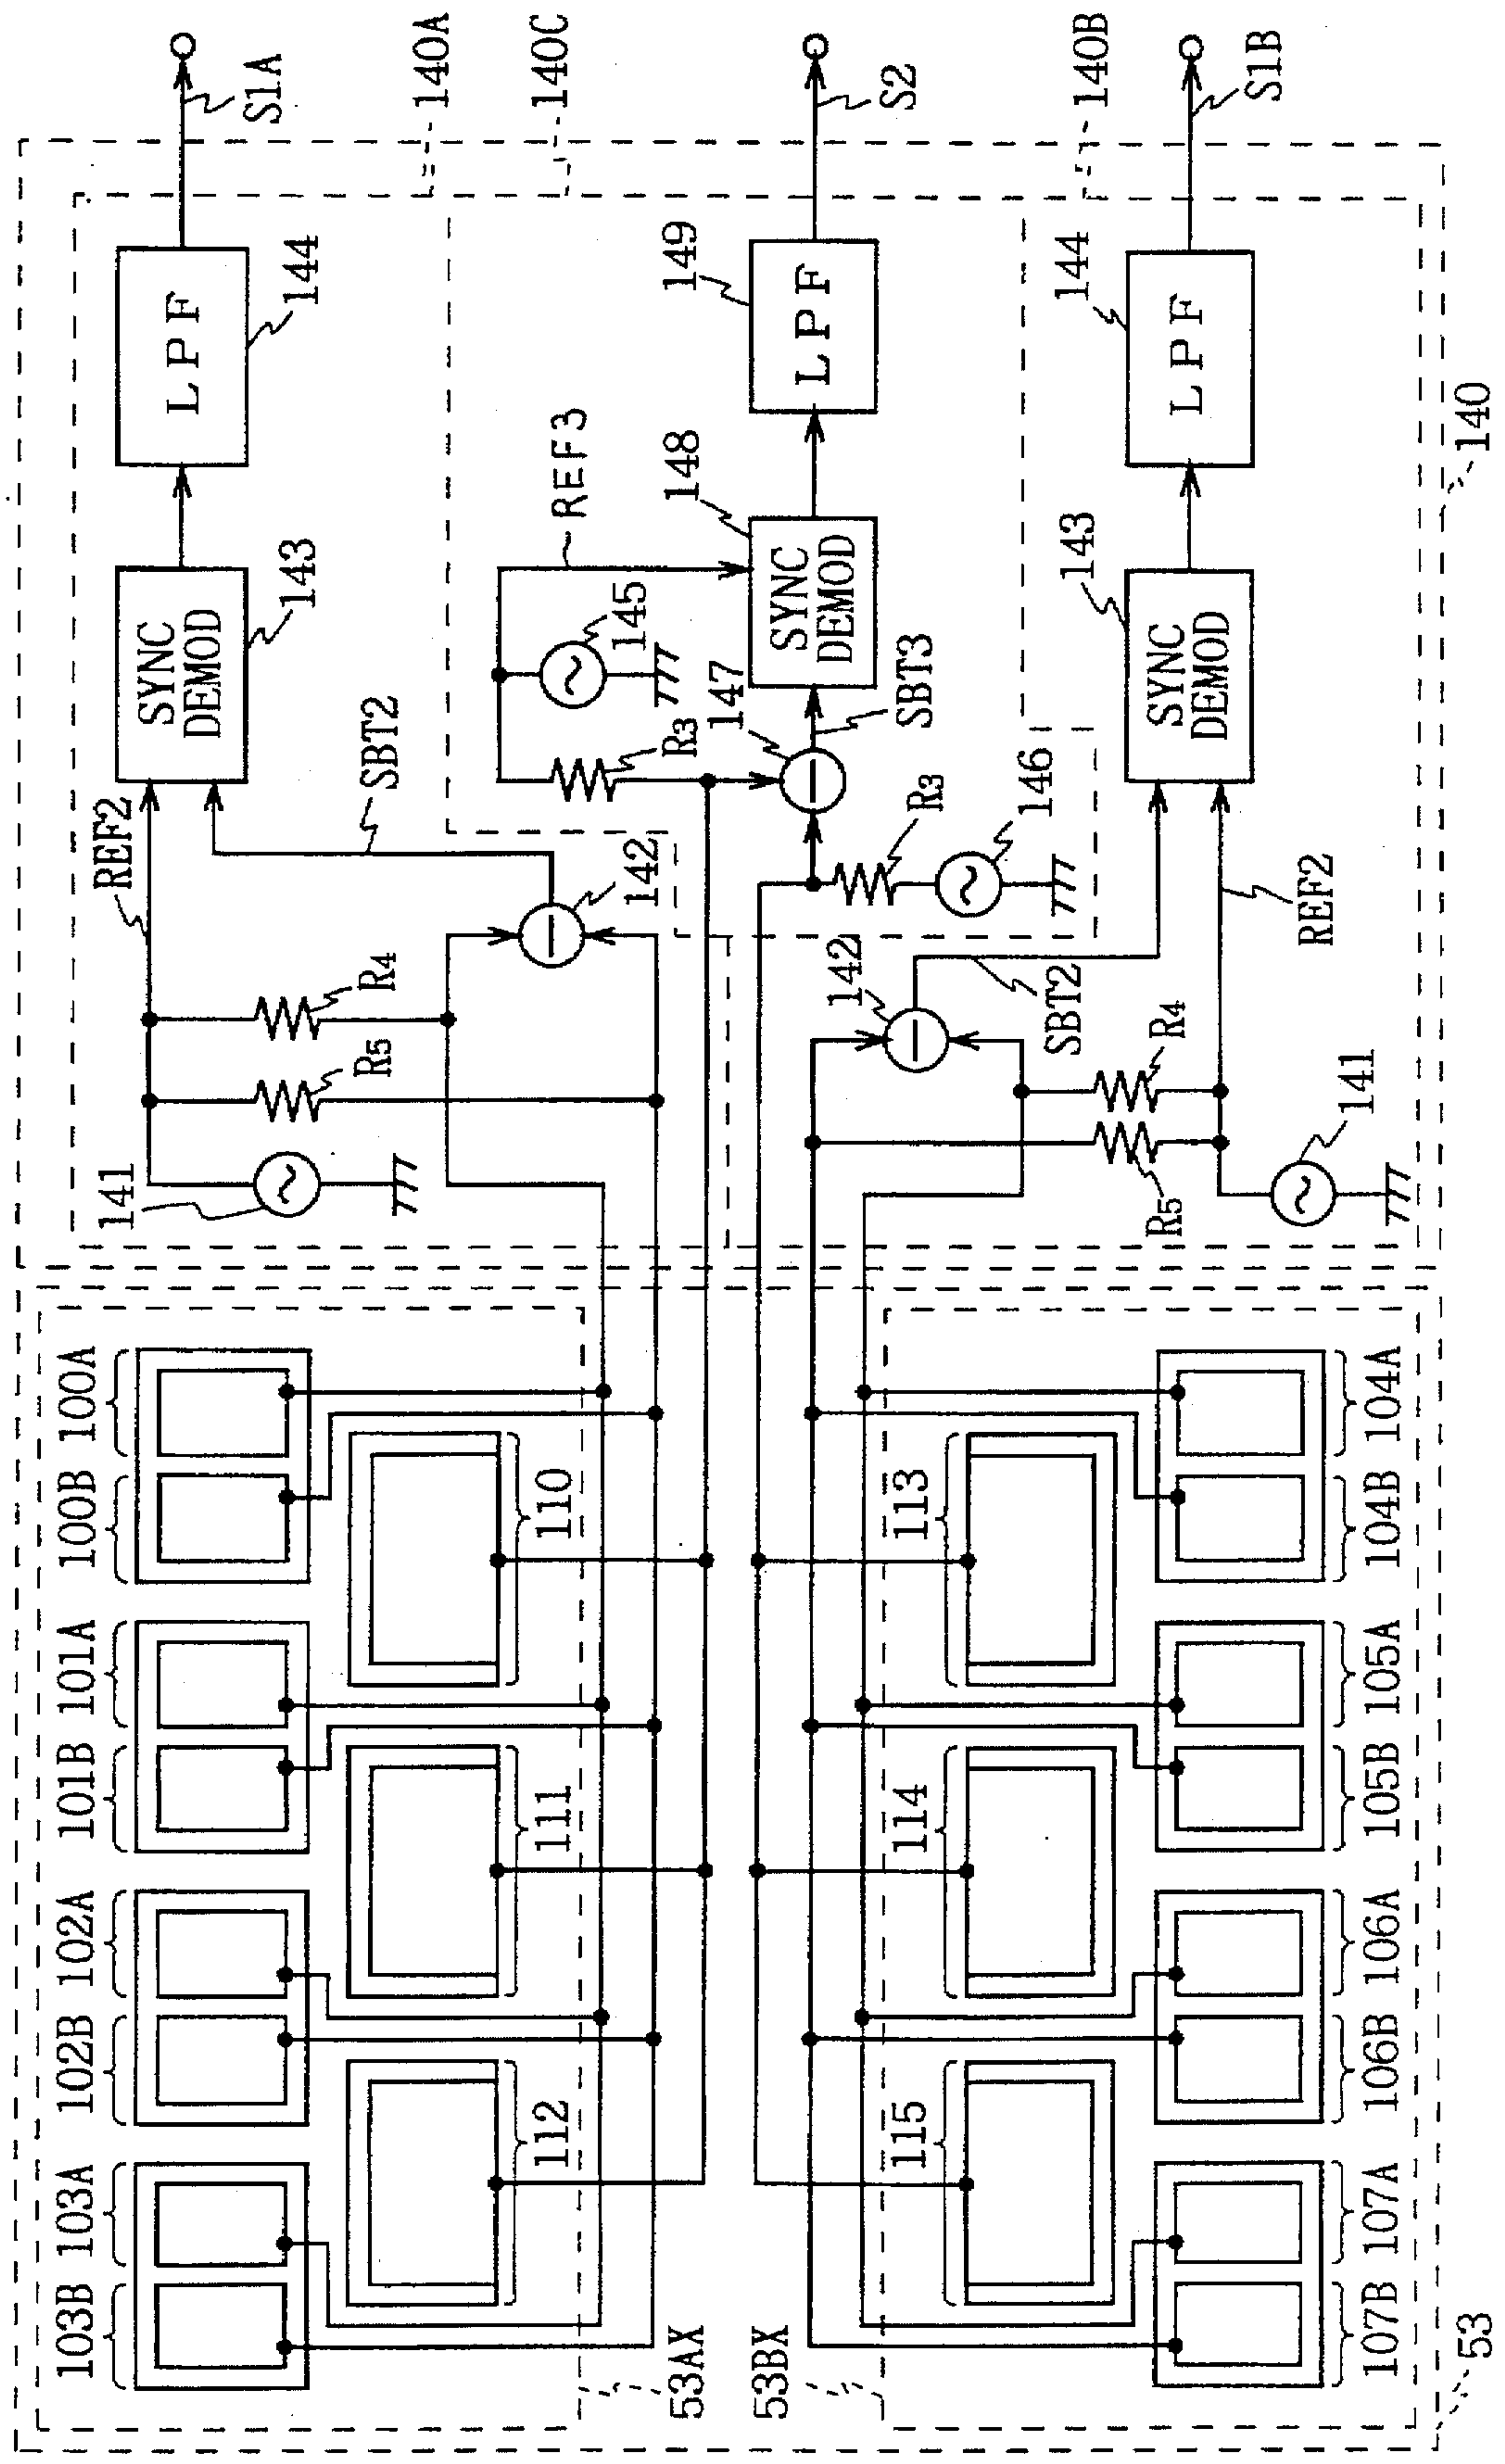 S1A
140A
140C
S2
140B
S1B
LPF
144
LPF
149
LPF
144
140
REF3
SYNC
DEMOD
143
SYNC
DEMOD
148
SYNC
DEMOD
143
145
R3
147
SBT3
REF2
SBT2
142
R3
146
REF2
R4
R5
141
142
SBT2
R4
R5
141
100A
100B
101A
101B
102A
102B
103A
103B
110
111
112
113
114
115
104A
104B
105A
105B
106A
106B
107A
107B
53AX
53BX
53